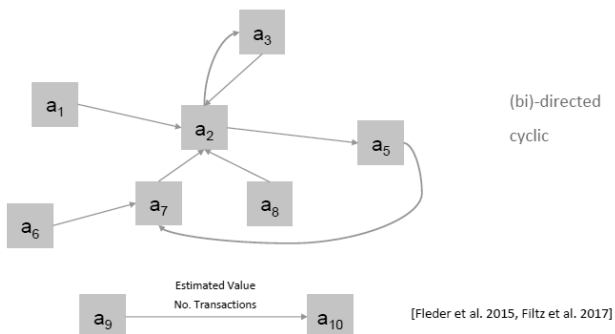 a3
a1
(bi)-directed
a2
cyclic
a5
a7
a8
a6
Estimated Value
No. Transactions
a9
a10
[Fleder et al. 2015, Filtz et al. 2017]